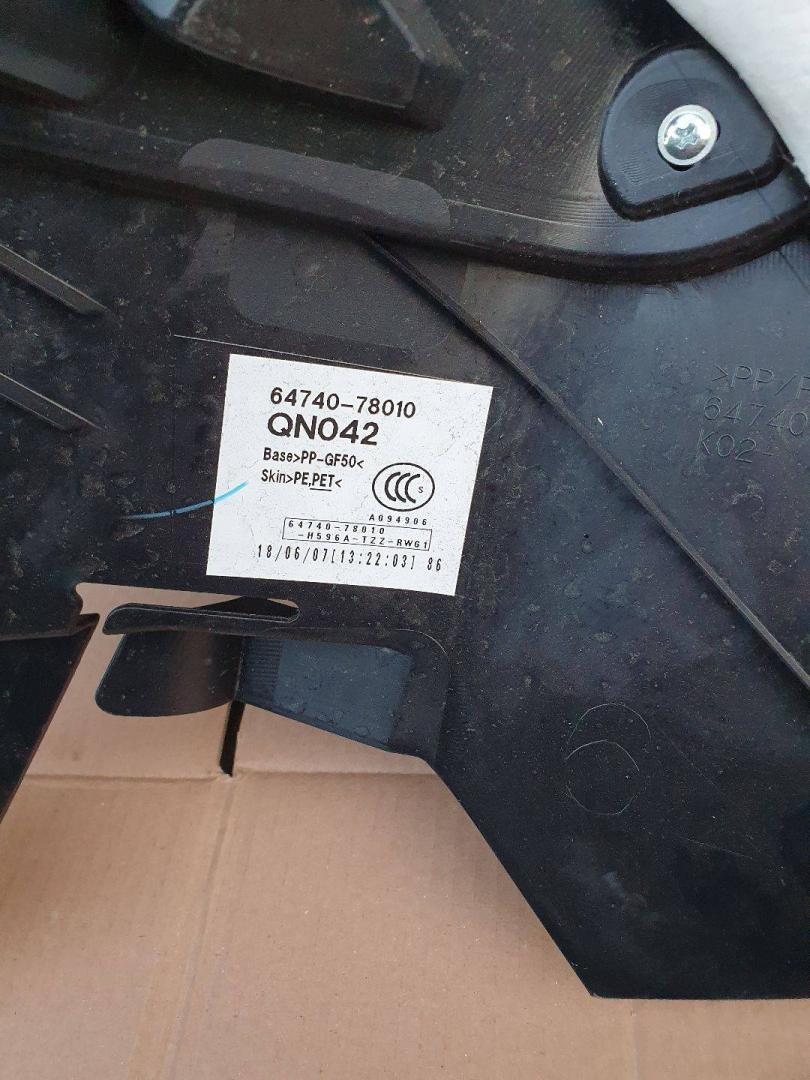 64740-78010
QN042
Base>PP-GF50<
Skin>PE,PET<
CCC S
A094906
64740-78010
-H596A-TZZ-RWG1
18/06/07[13:22:03] 86
>PP/P
64740
K02-